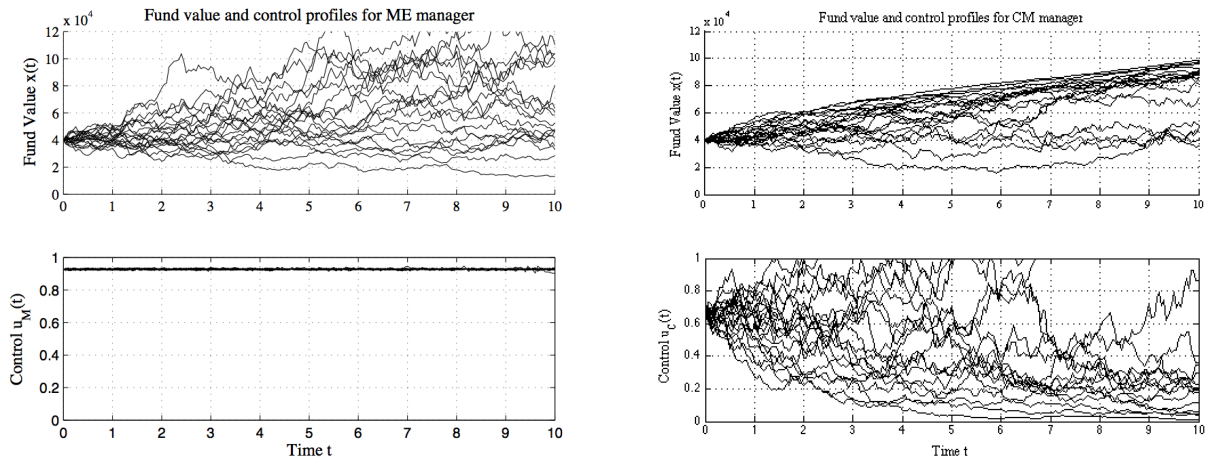 Fund value and control profiles for ME manager
x 10⁴
12
10
8
6
4
2
0
Fund Value x(t)
0 1 2 3 4 5 6 7 8 9 10
1
0.8
0.6
0.4
0.2
0
Control u_M(t)
0 1 2 3 4 5 6 7 8 9 10
Time t
Fund value and control profiles for CM manager
x 10⁴
12
10
8
6
4
2
0
Fund Value x(t)
0 1 2 3 4 5 6 7 8 9 10
1
0.8
0.6
0.4
0.2
0
Control u_c(t)
0 1 2 3 4 5 6 7 8 9 10
Time t